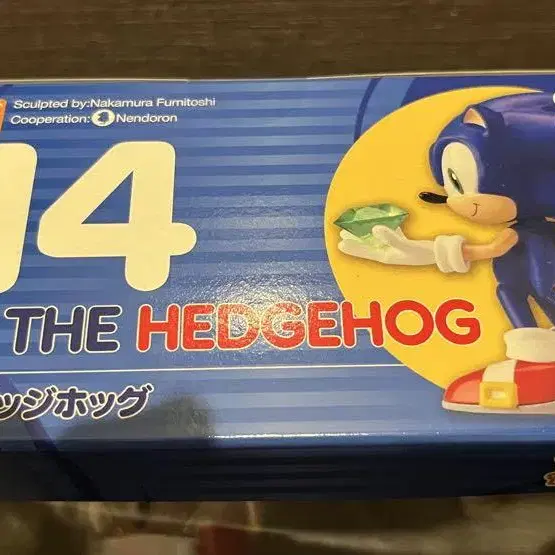 Sculpted by:Nakamura Fumitoshi
Cooperation: Nendoron
14
THE HEDGEHOG
ッジホッグ